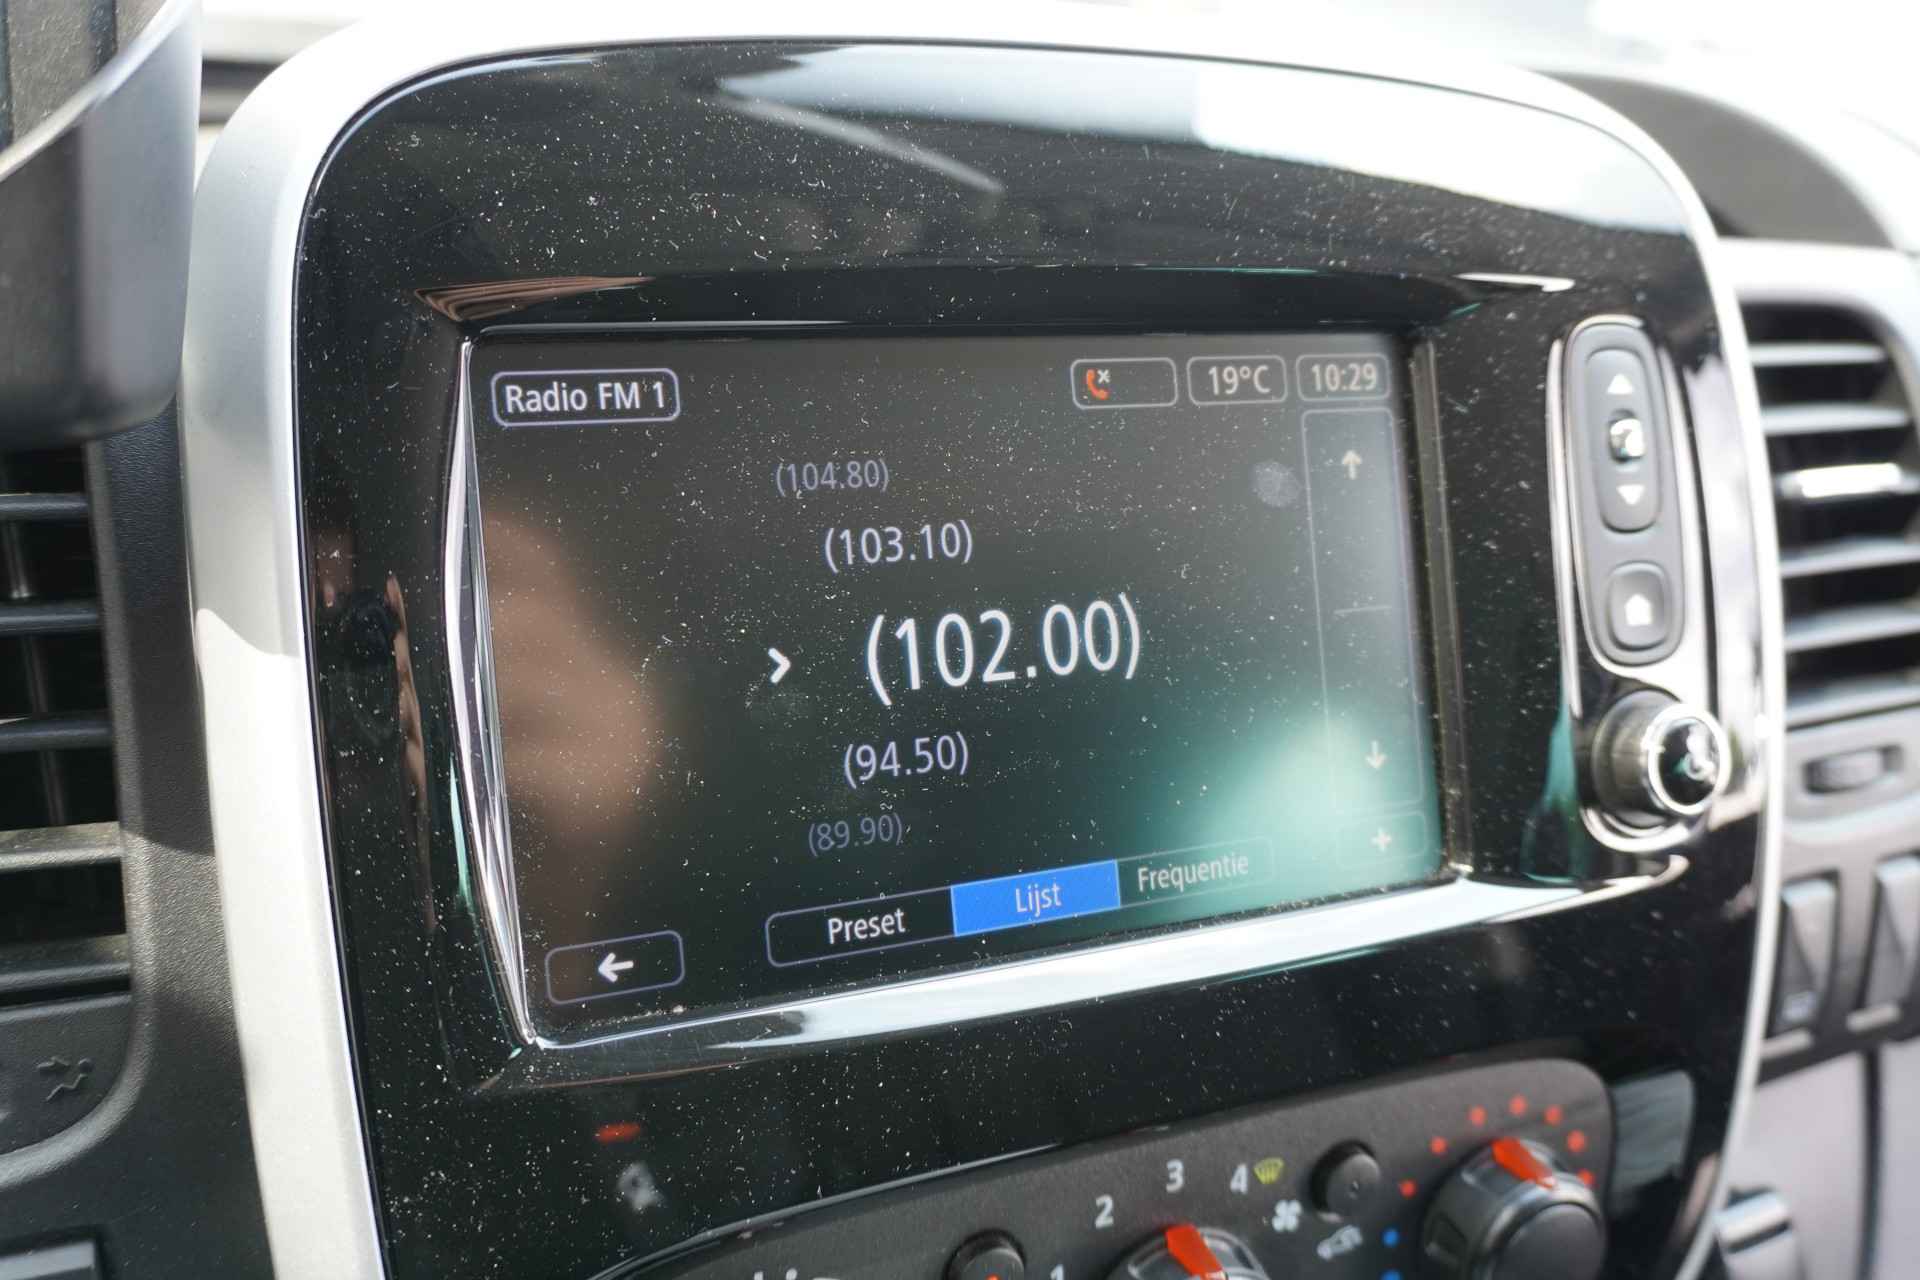 Radio FM 1
19°C
10:29
(104.80)
(103.10)
(102.00)
(94.50)
(89.90)
Preset
Lijst
Frequentie
1
2
3
4